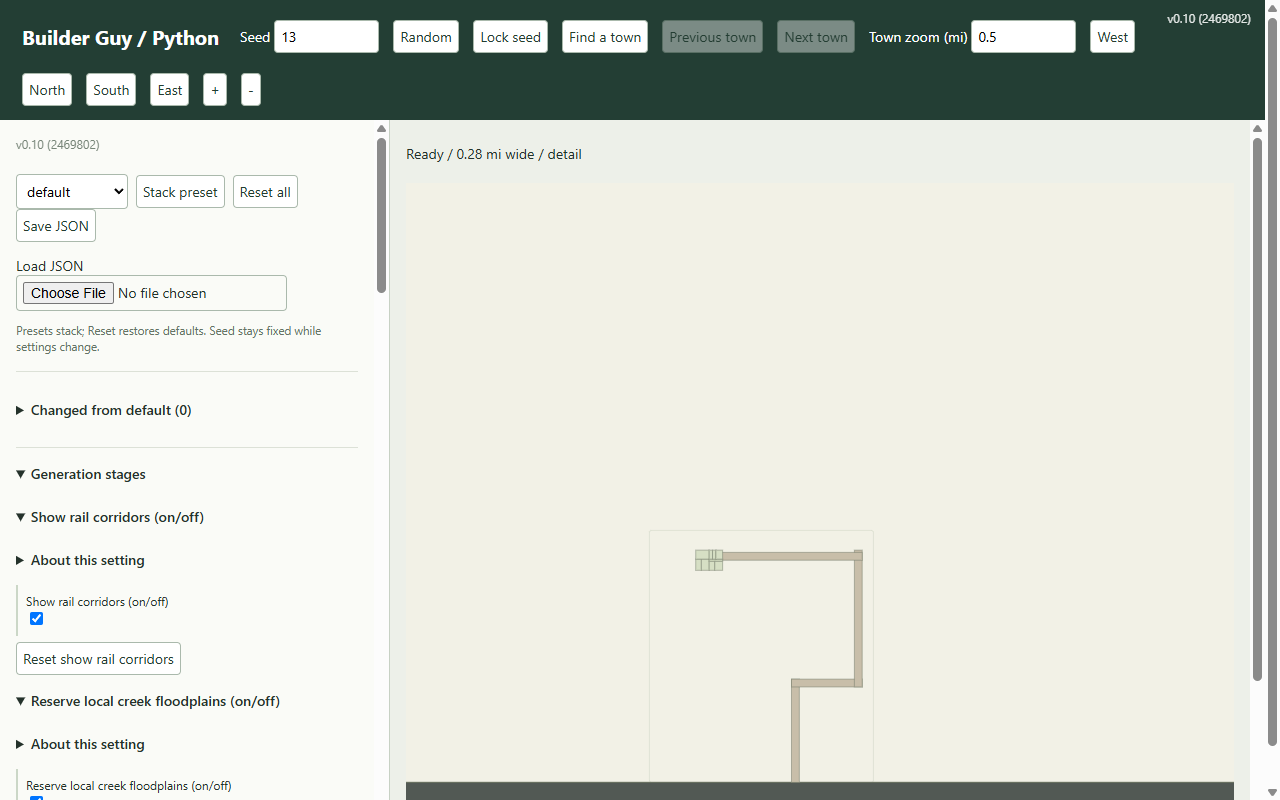 Builder Guy / Python Seed 13 Random Lock seed Find a town Previous town Next town Town zoom (mi) 0.5 West v0.10 (2469802)
North South East + -
v0.10 (2469802)
Ready / 0.28 mi wide / detail
default Stack preset Reset all
Save JSON
Load JSON
Choose File No file chosen
Presets stack; Reset restores defaults. Seed stays fixed while
settings change.
Changed from default (0)
Generation stages
Show rail corridors (on/off)
About this setting
Show rail corridors (on/off)
Reset show rail corridors
Reserve local creek floodplains (on/off)
About this setting
Reserve local creek floodplains (on/off)